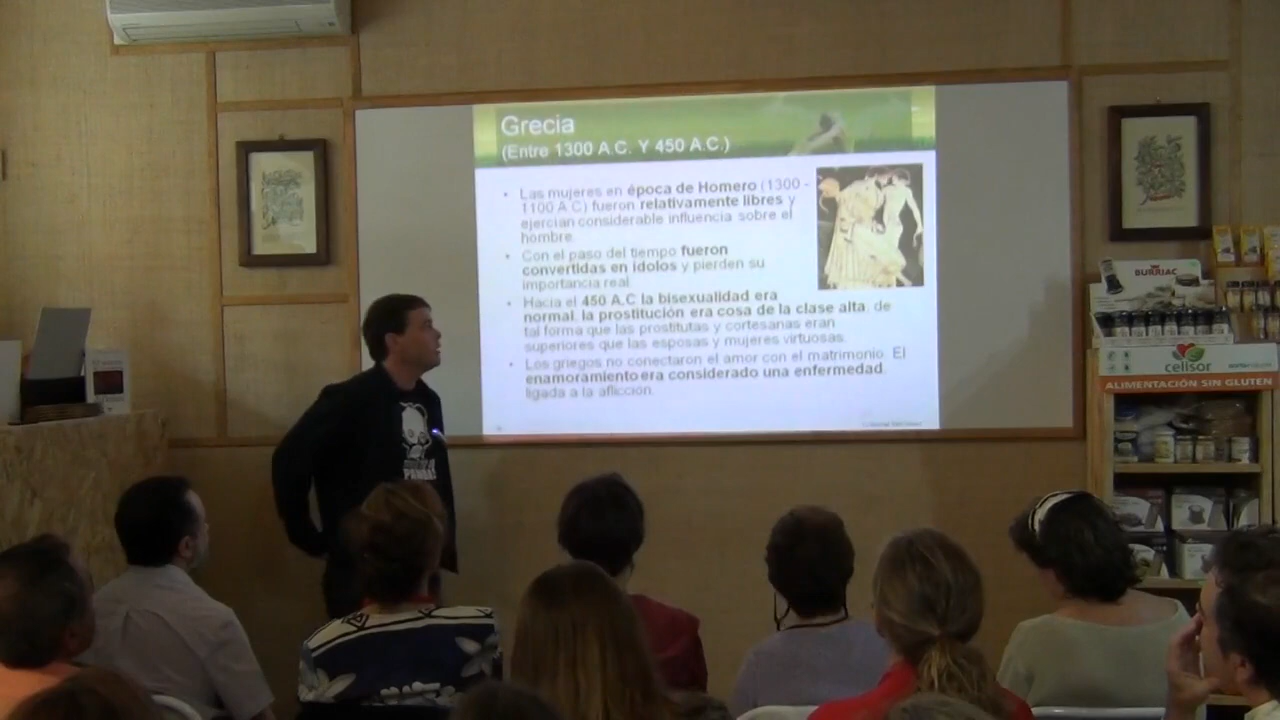 Grecia
(Entre 1300 A.C. Y 450 A.C.)
• Las mujeres en época de Homero (1300 -
1100 A.C) fueron relativamente libres y
ejercían considerable influencia sobre el
hombre.
• Con el paso del tiempo fueron
convertidas en ídolos y pierden su
importancia real.
• Hacia el 450 A.C la bisexualidad era
normal, la prostitución era cosa de la clase alta, de
tal forma que las prostitutas y cortesanas eran
superiores que las esposas y mujeres virtuosas.
• Los griegos no conectaron el amor con el matrimonio. El
enamoramiento era considerado una enfermedad,
ligada a la aflicción.
BURRIAC
celisor
ALIMENTACIÓN SIN GLUTEN